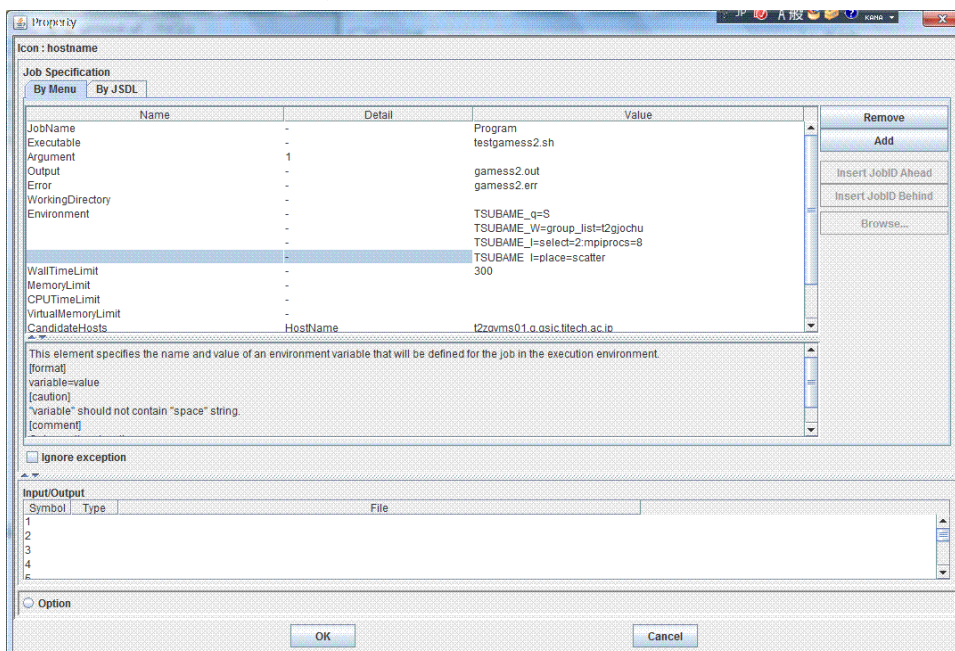 Property
JP A 般 KANA
Icon : hostname
Job Specification
By Menu By JSDL
Name Detail Value
JobName - Program
Executable - testgamess2.sh
Argument 1
Output - gamess2.out
Error - gamess2.err
WorkingDirectory -
Environment - TSUBAME_q=S
- TSUBAME_W=group_list=t2gjochu
- TSUBAME_l=select=2:mpiprocs=8
- TSUBAME_l=place=scatter
WallTimeLimit - 300
MemoryLimit -
CPUTimeLimit -
VirtualMemoryLimit -
CandidateHosts HostName t2zgvms01.g.gsic.titech.ac.jp
Remove
Add
Insert JobID Ahead
Insert JobID Behind
Browse...
This element specifies the name and value of an environment variable that will be defined for the job in the execution environment.
[format]
variable=value
[caution]
"variable" should not contain "space" string.
[comment]
Ignore exception
Input/Output
Symbol Type File
1
2
3
4
5
Option
OK Cancel